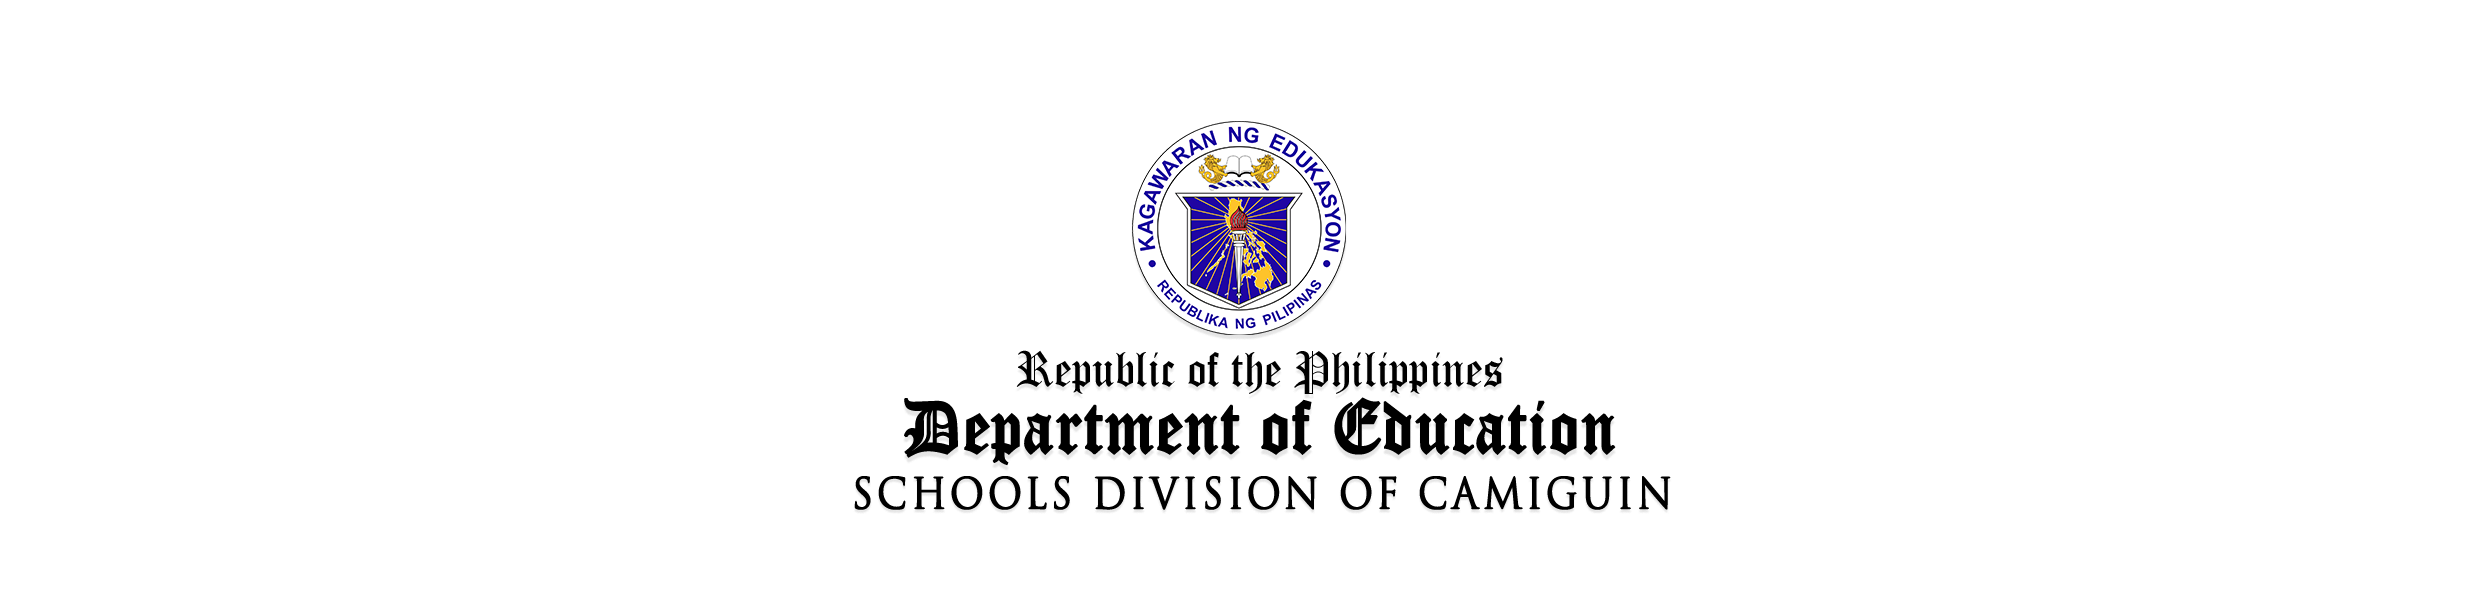 KAGAWARAN NG EDUKASYON
REPUBLIKA NG PILIPINAS
Republic of the Philippines
Department of Education
SCHOOLS DIVISION OF CAMIGUIN